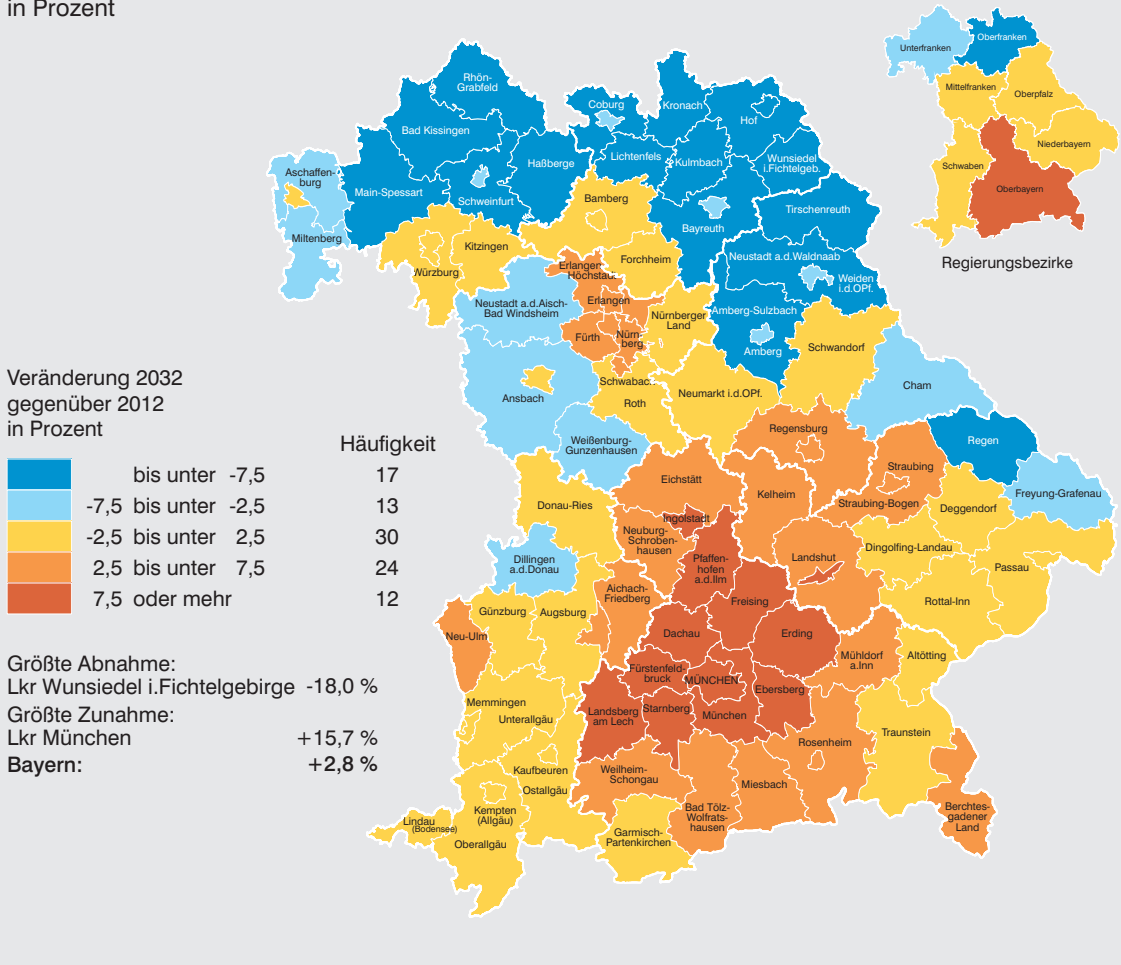 in Prozent
Unterfranken
Oberfranken
Mittelfranken
Oberpfalz
Niederbayern
Schwaben
Oberbayern
Regierungsbezirke
Rhön-
Grabfeld
Coburg
Kronach
Hof
Bad Kissingen
Haßberge
Lichtenfels
Kulmbach
Wunsiedel
i.Fichtelgeb.
Aschaffen-
burg
Main-Spessart
Schweinfurt
Bamberg
Tirschenreuth
Miltenberg
Bayreuth
Kitzingen
Würzburg
Forchheim
Neustadt a.d.Waldnaab
Erlangen-
Höchstadt
Weiden
i.d.OPf.
Neustadt a.d.Aisch-
Bad Windsheim
Erlangen
Nürnberger
Land
Amberg-Sulzbach
Fürth
Nürn-
berg
Amberg
Schwandorf
Schwabach
Cham
Ansbach
Roth
Neumarkt i.d.OPf.
Weißenburg-
Gunzenhausen
Regensburg
Regen
Eichstätt
Straubing
Kelheim
Freyung-Grafenau
Donau-Ries
Straubing-Bogen
Deggendorf
Ingolstadt
Neuburg-
Schroben-
hausen
Dingolfing-Landau
Landshut
Passau
Dillingen
a.d.Donau
Pfaffen-
hofen
a.d.Ilm
Aichach-
Friedberg
Freising
Rottal-Inn
Günzburg
Augsburg
Neu-Ulm
Dachau
Erding
Mühldorf
a.Inn
Altötting
Fürstenfeld-
bruck
MÜNCHEN
Ebersberg
Memmingen
Unterallgäu
Landsberg
am Lech
Starnberg
München
Traunstein
Rosenheim
Kaufbeuren
Weilheim-
Schongau
Miesbach
Ostallgäu
Bad Tölz-
Wolfrats-
hausen
Berchtes-
gadener
Land
Kempten
(Allgäu)
Lindau
(Bodensee)
Oberallgäu
Garmisch-
Partenkirchen
Veränderung 2032
gegenüber 2012
in Prozent
Häufigkeit
bis unter -7,5 17
-7,5 bis unter -2,5 13
-2,5 bis unter 2,5 30
2,5 bis unter 7,5 24
7,5 oder mehr 12
Größte Abnahme:
Lkr Wunsiedel i.Fichtelgebirge -18,0 %
Größte Zunahme:
Lkr München +15,7 %
Bayern: +2,8 %